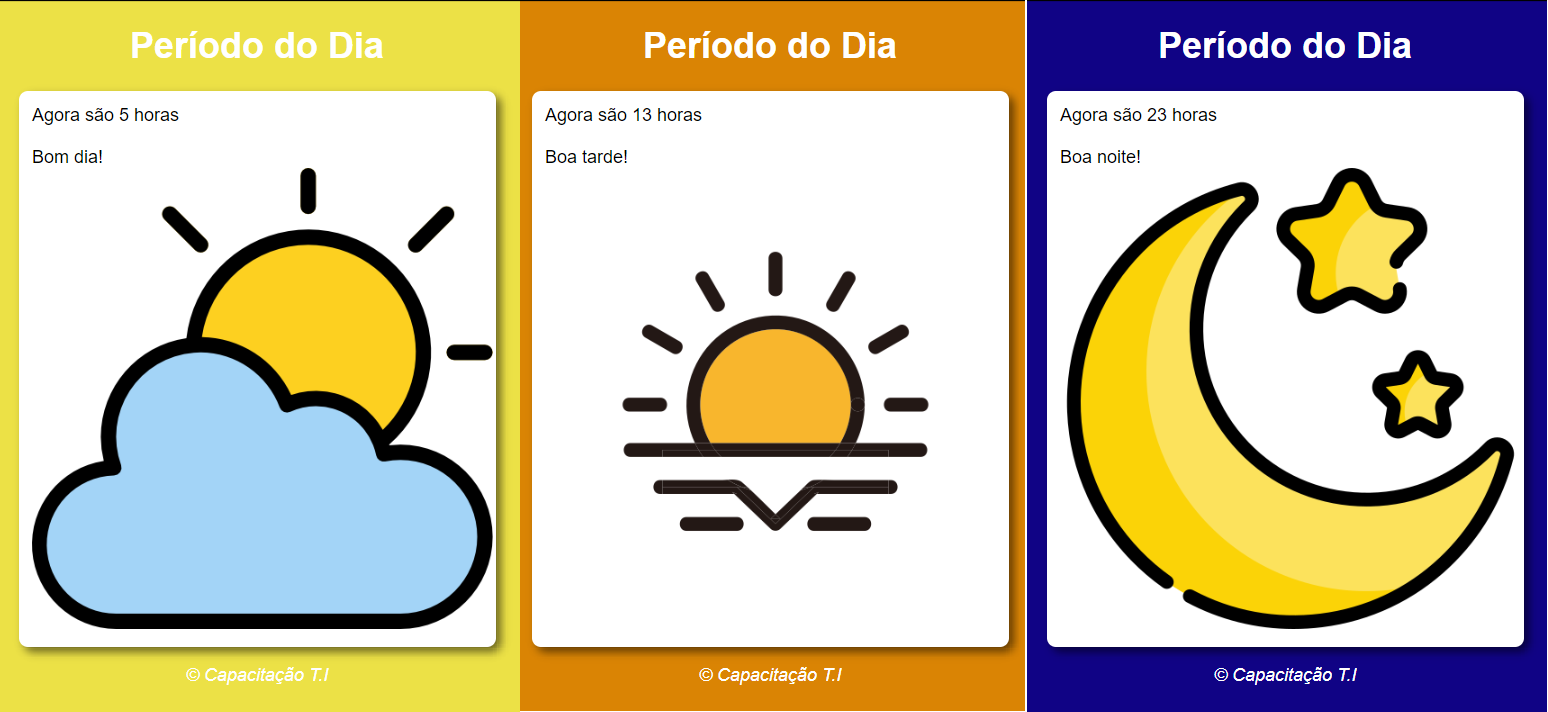 Período do Dia
Agora são 5 horas
Bom dia!
© Capacitação T.I
Período do Dia
Agora são 13 horas
Boa tarde!
© Capacitação T.I
Período do Dia
Agora são 23 horas
Boa noite!
© Capacitação T.I